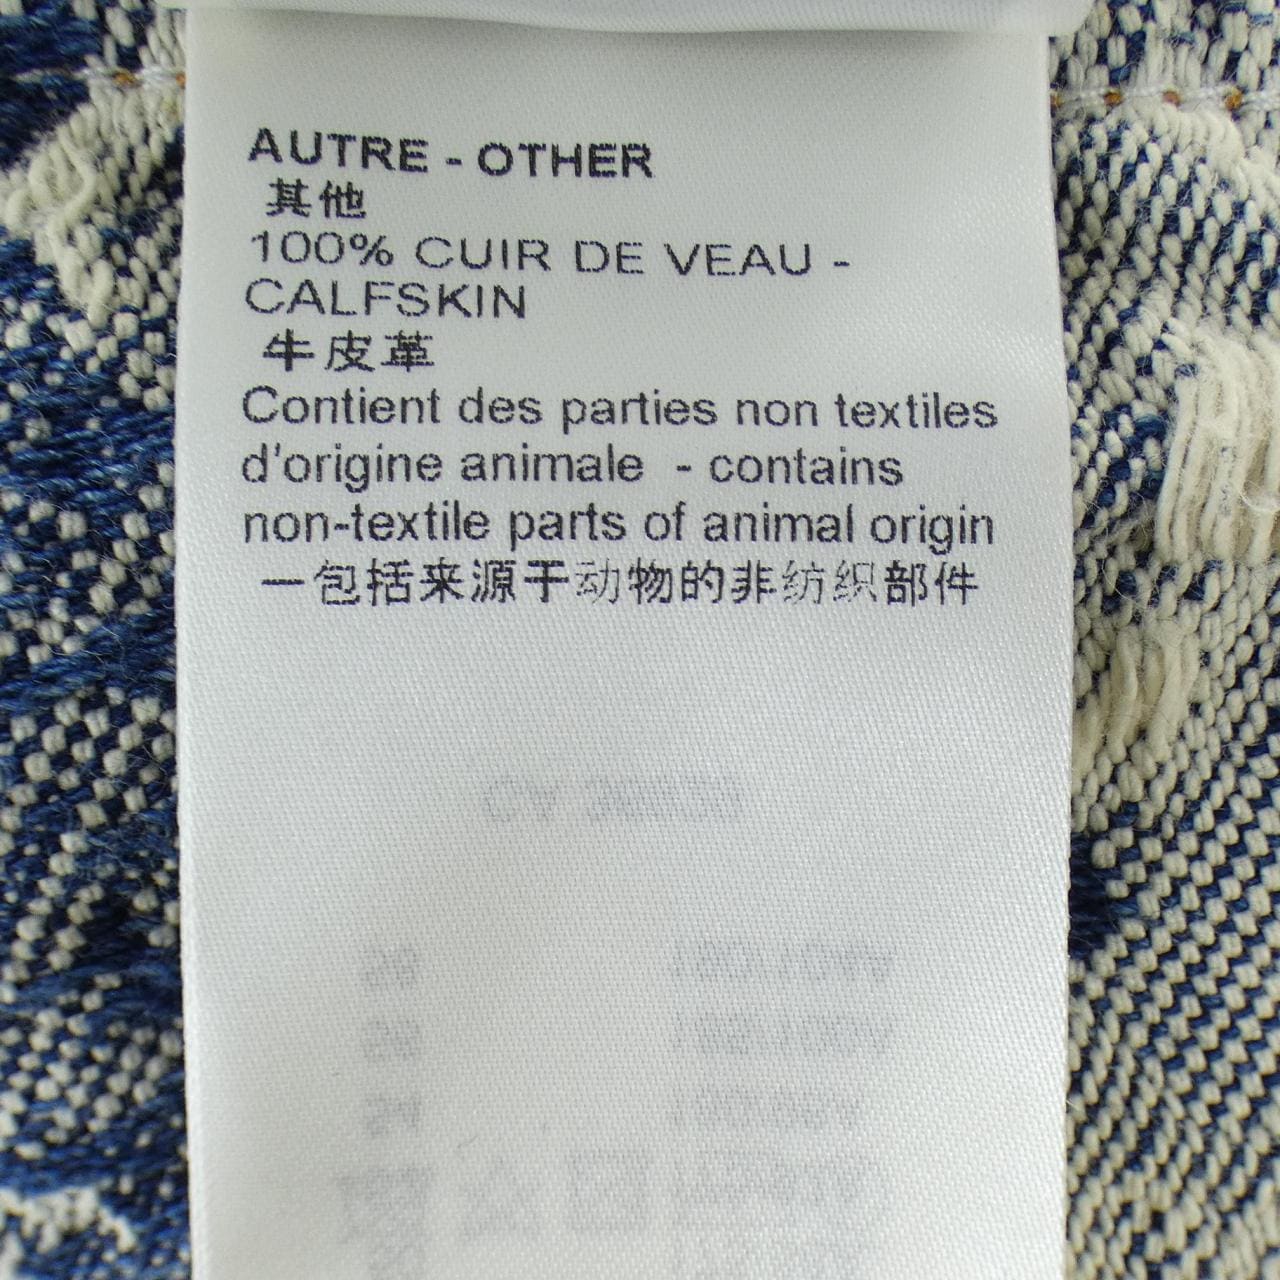 AUTRE - OTHER
其他
100% CUIR DE VEAU -
CALFSKIN
牛皮革
Contient des parties non textiles
d'origine animale - contains
non-textile parts of animal origin
一包括来源于动物的非纺织部件